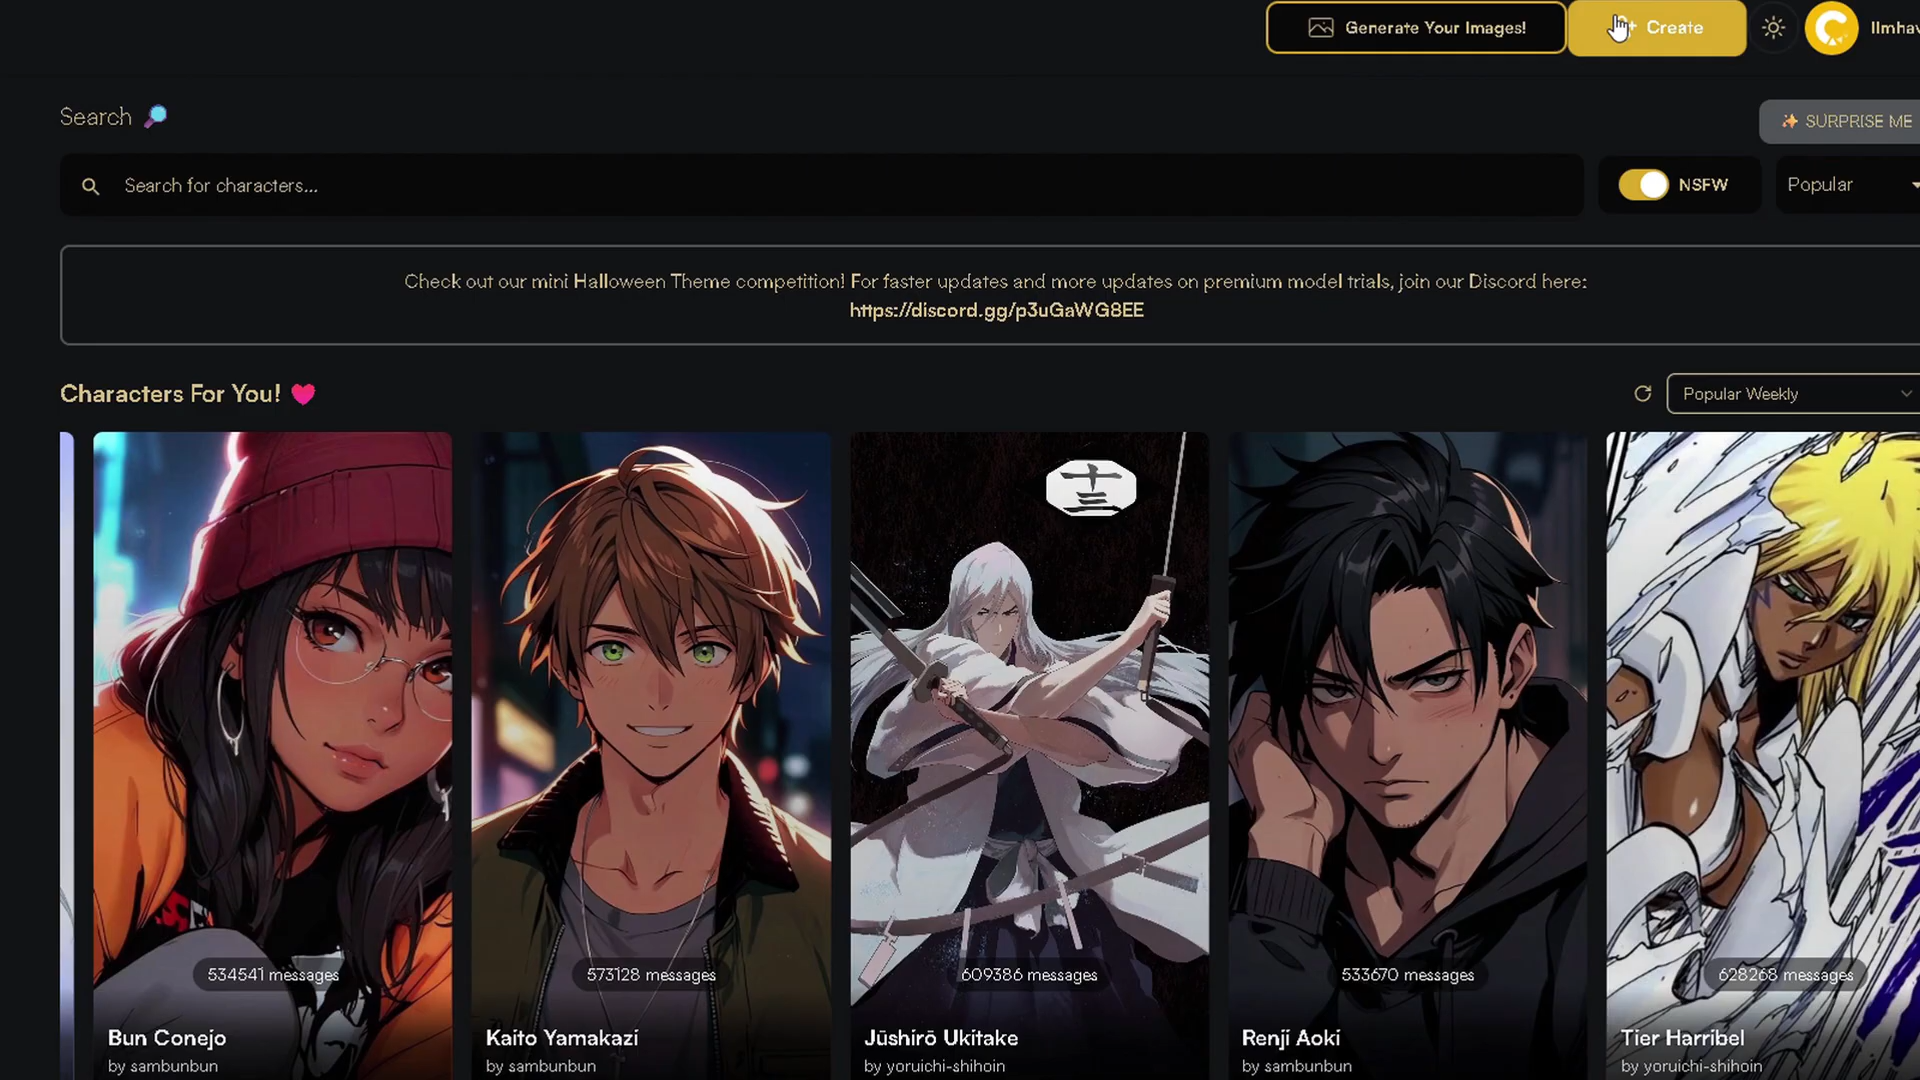 Generate Your Images!
Create
Search
SURPRISE ME
Search for characters...
NSFW
Popular
Check out our mini Halloween Theme competition! For faster updates and more updates on premium model trials, join our Discord here:
https://discord.gg/p3uGaWG8EE
Characters For You!
Popular Weekly
十三
534541 messages
573128 messages
609386 messages
533670 messages
628268 messages
Bun Conejo
Kaito Yamakazi
Jūshirō Ukitake
Renji Aoki
Tier Harribel
by sambunbun
by sambunbun
by yoruichi-shihoin
by sambunbun
by yoruichi-shihoin